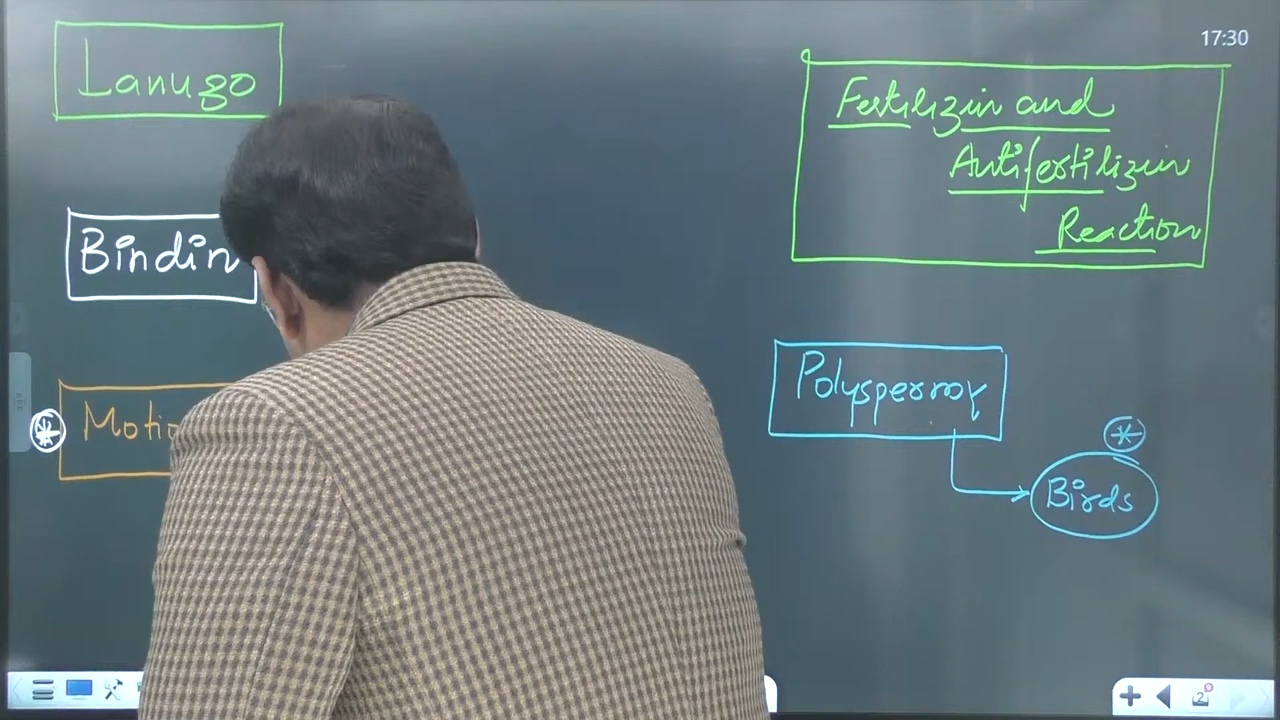 17:30
Lanugo
Fertilizin and
Antifertilizin
Reaction
Bindin
Polyspermy
Birds